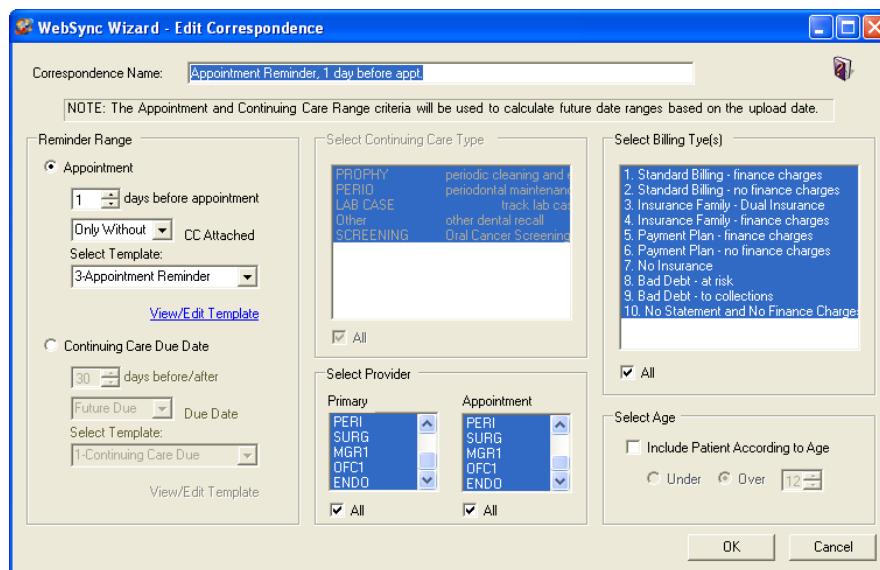 WebSync Wizard - Edit Correspondence
Correspondence Name: Appointment Reminder, 1 day before appt.
NOTE: The Appointment and Continuing Care Range criteria will be used to calculate future date ranges based on the upload date.
Reminder Range
Appointment
1 days before appointment
Only Without CC Attached
Select Template:
3-Appointment Reminder
View/Edit Template
Continuing Care Due Date
30 days before/after
Future Due Due Date
Select Template:
1-Continuing Care Due
View/Edit Template
Select Continuing Care Type
PROPHY periodic cleaning and e
PERIO periodontal maintenanc
LAB CASE track lab cas
Other other dental recall
SCREENING Oral Cancer Screening
All
Select Provider
Primary Appointment
PERI PERI
SURG SURG
MGR1 MGR1
OFC1 OFC1
ENDO ENDO
All All
Select Billing Tye(s)
1. Standard Billing - finance charges
2. Standard Billing - no finance charges
3. Insurance Family - Dual Insurance
4. Insurance Family - finance charges
5. Payment Plan - finance charges
6. Payment Plan - no finance charges
7. No Insurance
8. Bad Debt - at risk
9. Bad Debt - to collections
10. No Statement and No Finance Charge
All
Select Age
Include Patient According to Age
Under Over 12
OK Cancel